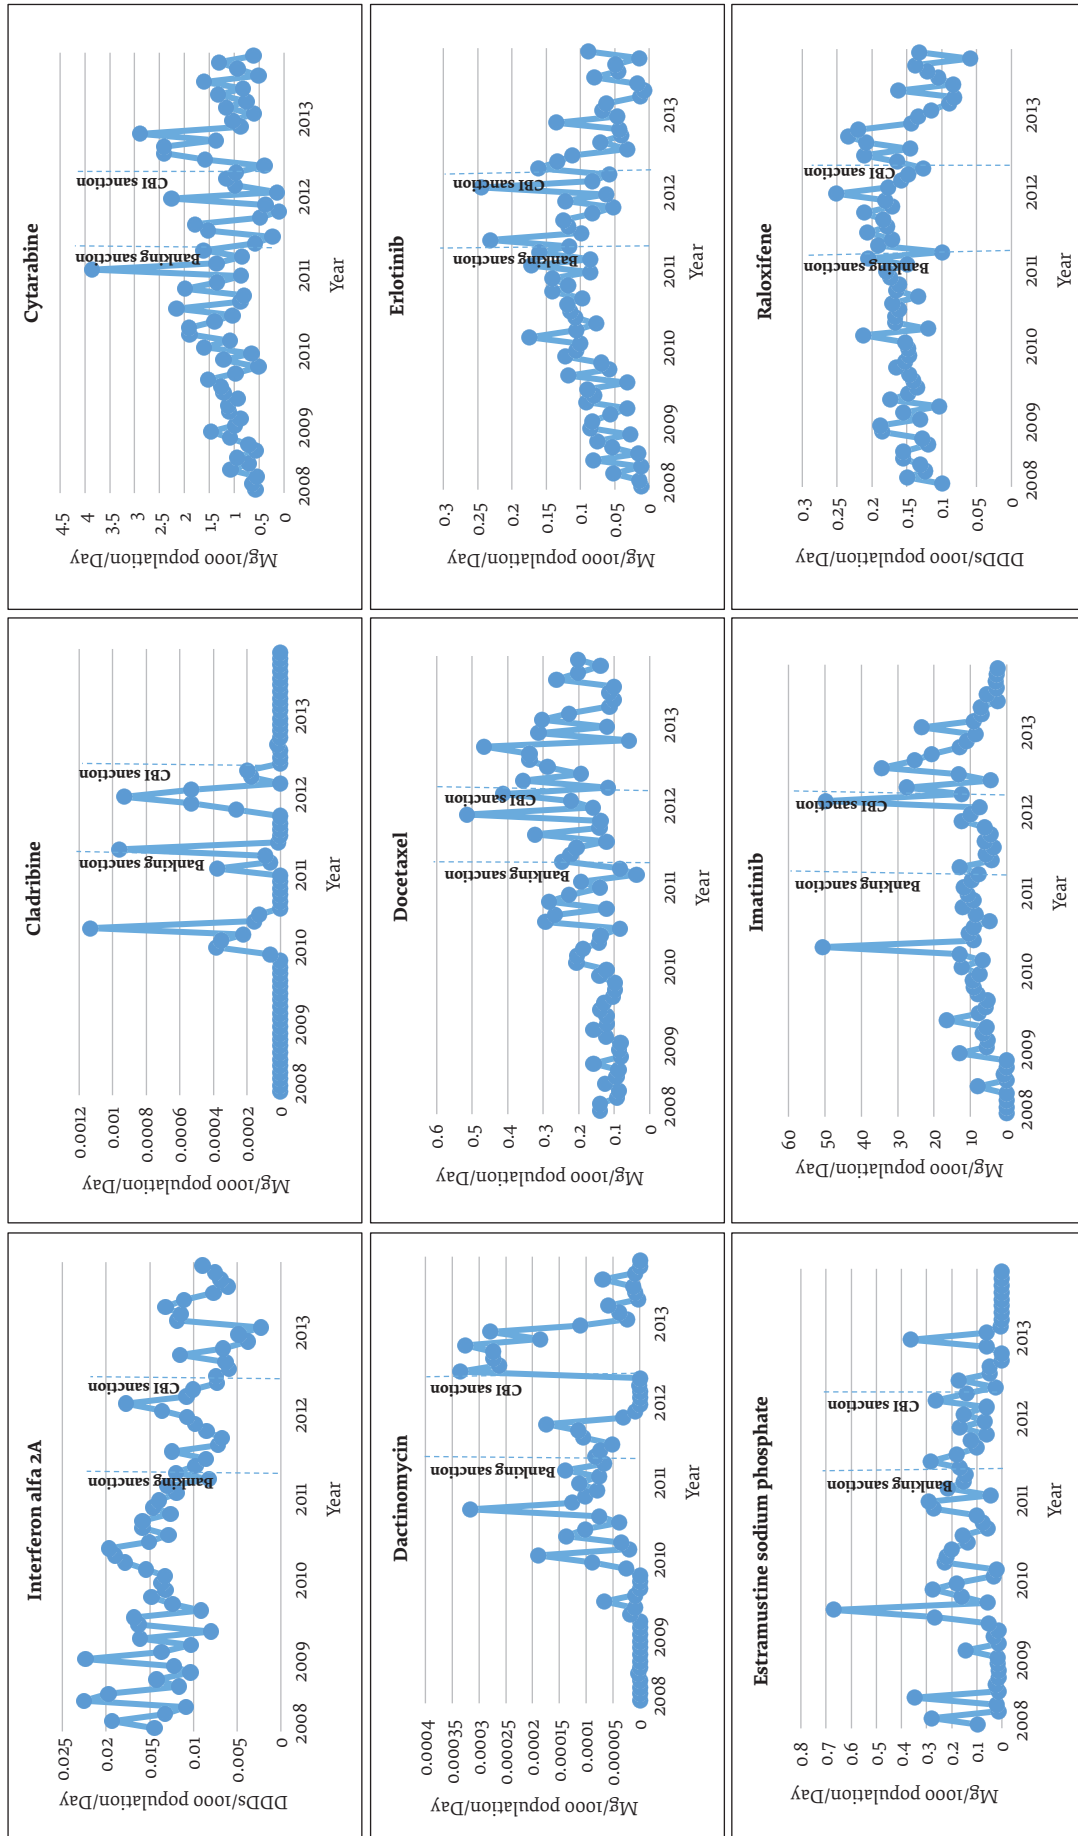 Interferon alfa 2A
DDDs/1000 population/Day
0.025
0.02
0.015
0.01
0.005
0
Banking sanction
CBI sanction
2008
2009
2010
2011
2012
2013
Year
Cladribine
Mg/1000 population/Day
0.0012
0.001
0.0008
0.0006
0.0004
0.0002
0
Banking sanction
CBI sanction
2008
2009
2010
2011
2012
2013
Year
Cytarabine
Mg/1000 population/Day
4.5
4
3.5
3
2.5
2
1.5
1
0.5
0
Banking sanction
CBI sanction
2008
2009
2010
2011
2012
2013
Year
Dactinomycin
Mg/1000 population/Day
0.0004
0.00035
0.0003
0.00025
0.0002
0.00015
0.0001
0.00005
0
Banking sanction
CBI sanction
2008
2009
2010
2011
2012
2013
Year
Docetaxel
Mg/1000 population/Day
0.6
0.5
0.4
0.3
0.2
0.1
0
Banking sanction
CBI sanction
2008
2009
2010
2011
2012
2013
Year
Erlotinib
Mg/1000 population/Day
0.3
0.25
0.2
0.15
0.1
0.05
0
Banking sanction
CBI sanction
2008
2009
2010
2011
2012
2013
Year
Estramustine sodium phosphate
Mg/1000 population/Day
0.8
0.7
0.6
0.4
0.3
0.2
0.1
0
Banking sanction
CBI sanction
2008
2009
2010
2011
2012
2013
Year
Imatinib
Mg/1000 population/Day
60
50
40
30
20
10
0
Banking sanction
CBI sanction
2008
2009
2010
2011
2012
2013
Year
Raloxifene
DDDs/1000 population/Day
0.3
0.25
0.2
0.15
0.1
0.05
0
Banking sanction
CBI sanction
2008
2009
2010
2011
2012
2013
Year